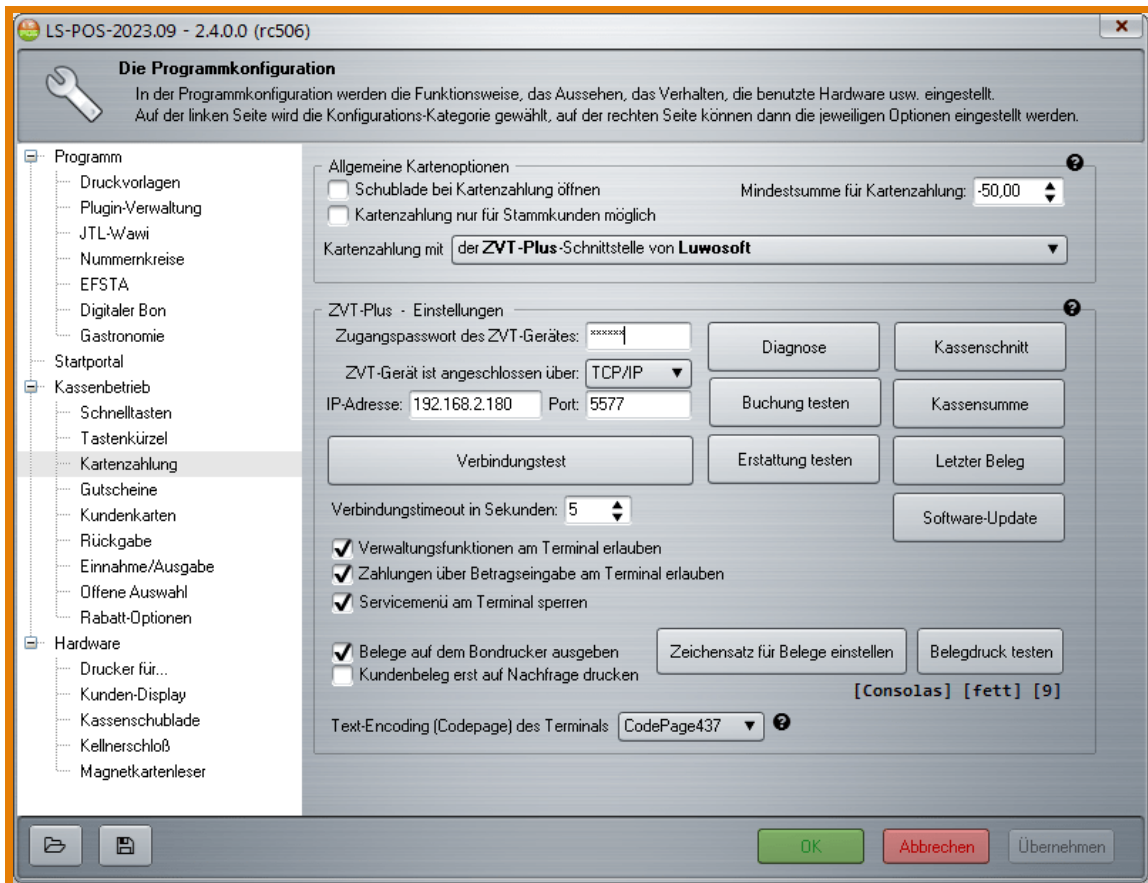 LS-POS-2023.09 - 2.4.0.0 (rc506)
Die Programmkonfiguration
In der Programmkonfiguration werden die Funktionsweise, das Aussehen, das Verhalten, die benutzte Hardware usw. eingestellt.
Auf der linken Seite wird die Konfigurations-Kategorie gewählt, auf der rechten Seite können dann die jeweiligen Optionen eingestellt werden.
Programm
Druckvorlagen
Plugin-Verwaltung
JTL-Wawi
Nummernkreise
EFSTA
Digitaler Bon
Gastronomie
Startportal
Kassenbetrieb
Schnelltasten
Tastenkürzel
Kartenzahlung
Gutscheine
Kundenkarten
Rückgabe
Einnahme/Ausgabe
Offene Auswahl
Rabatt-Optionen
Hardware
Drucker für...
Kunden-Display
Kassenschublade
Kellnerschloß
Magnetkartenleser
Allgemeine Kartenoptionen
Schublade bei Kartenzahlung öffnen
Mindestsumme für Kartenzahlung: -50,00
Kartenzahlung nur für Stammkunden möglich
Kartenzahlung mit der ZVT-Plus-Schnittstelle von Luwosoft
ZVT-Plus - Einstellungen
Zugangspasswort des ZVT-Gerätes: ******
Diagnose
Kassenschnitt
ZVT-Gerät ist angeschlossen über: TCP/IP
IP-Adresse: 192.168.2.180 Port: 5577
Buchung testen
Kassensumme
Verbindungstest
Erstattung testen
Letzter Beleg
Verbindungstimeout in Sekunden: 5
Software-Update
Verwaltungsfunktionen am Terminal erlauben
Zahlungen über Betragseingabe am Terminal erlauben
Servicemenü am Terminal sperren
Belege auf dem Bondrucker ausgeben
Zeichensatz für Belege einstellen
Belegdruck testen
Kundenbeleg erst auf Nachfrage drucken
[Consolas] [fett] [9]
Text-Encoding (Codepage) des Terminals CodePage437
OK
Abbrechen
Übernehmen